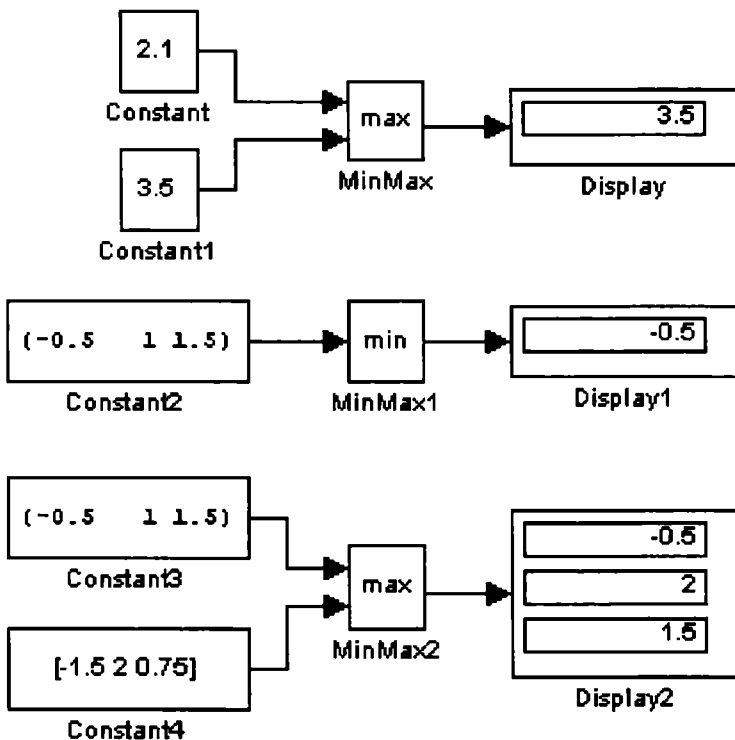 2.1
Constant
3.5
Constant1
max
MinMax
3.5
Display
(-0.5 1 1.5)
Constant2
min
MinMax1
-0.5
Display1
(-0.5 1 1.5)
Constant3
[-1.5 2 0.75]
Constant4
max
MinMax2
-0.5
2
1.5
Display2